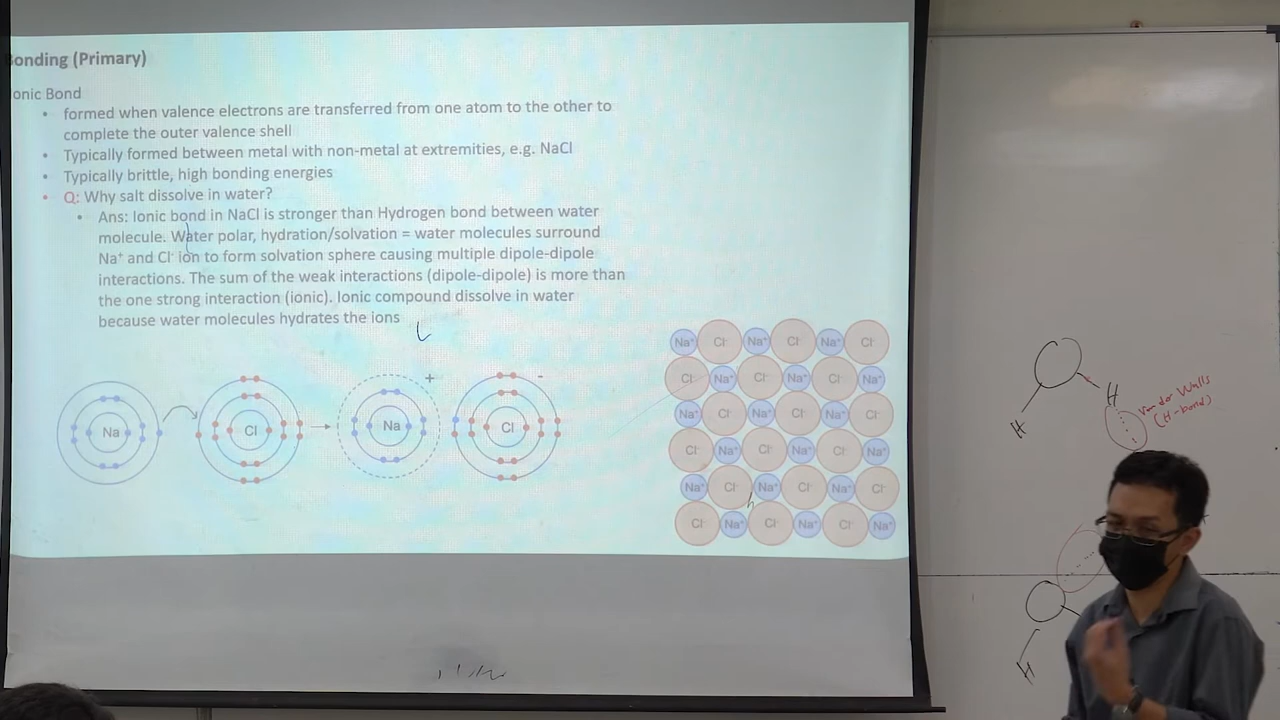 onding (Primary)
onic Bond
• formed when valence electrons are transferred from one atom to the other to
complete the outer valence shell
• Typically formed between metal with non-metal at extremities, e.g. NaCl
• Typically brittle, high bonding energies
• Q: Why salt dissolve in water?
• Ans: Ionic bond in NaCl is stronger than Hydrogen bond between water
molecule. Water polar, hydration/solvation = water molecules surround
Na⁺ and Cl⁻ ion to form solvation sphere causing multiple dipole-dipole
interactions. The sum of the weak interactions (dipole-dipole) is more than
the one strong interaction (ionic). Ionic compound dissolve in water
because water molecules hydrates the ions
Na Cl Na + Cl -
Na⁺ Cl⁻ Na⁺ Cl⁻ Na⁺ Cl⁻
Cl⁻ Na⁺ Cl⁻ Na⁺ Cl⁻ Na⁺
Na⁺ Cl⁻ Na⁺ Cl⁻ Na⁺ Cl⁻
Cl⁻ Na⁺ Cl⁻ Na⁺ Cl⁻ Na⁺
Na⁺ Cl⁻ Na⁺ Cl⁻ Na⁺ Cl⁻
Cl⁻ Na⁺ Cl⁻ Na⁺ Cl⁻ Na⁺
H
H
Van der Walls
(H-bond)
H